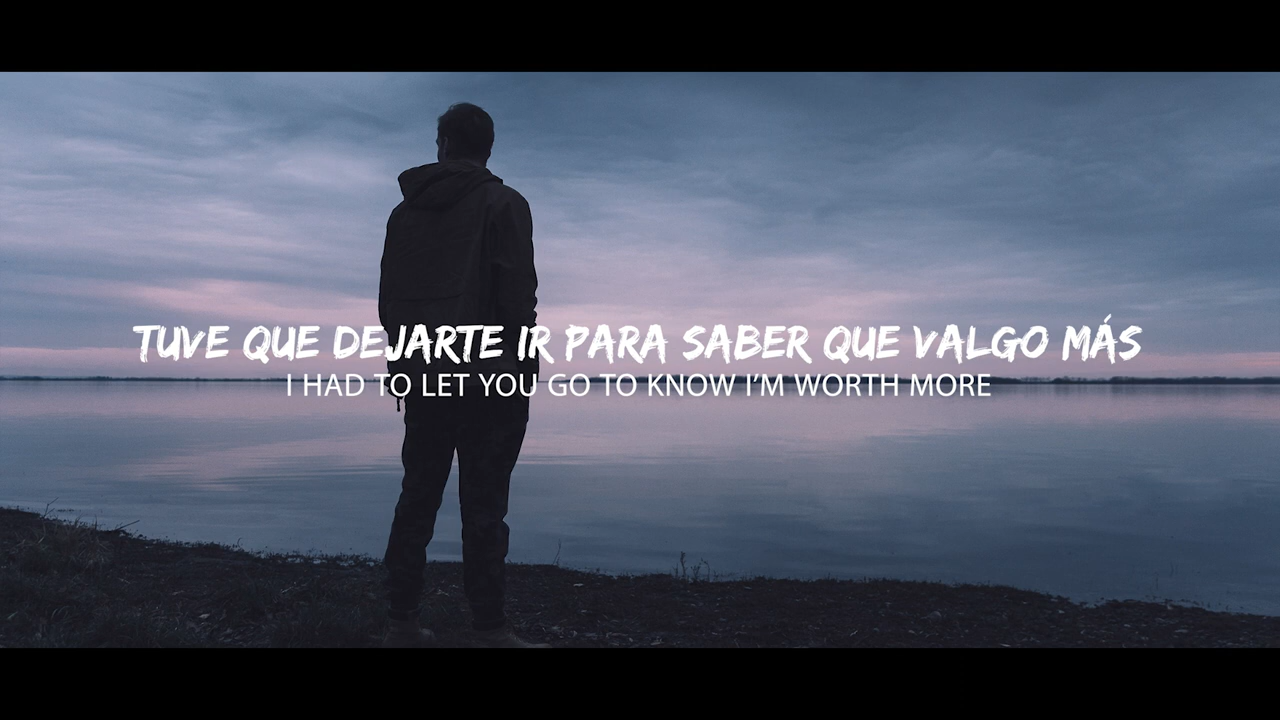 TUVE QUE DEJARTE IR PARA SABER QUE VALGO MÁS
I HAD TO LET YOU GO TO KNOW I'M WORTH MORE